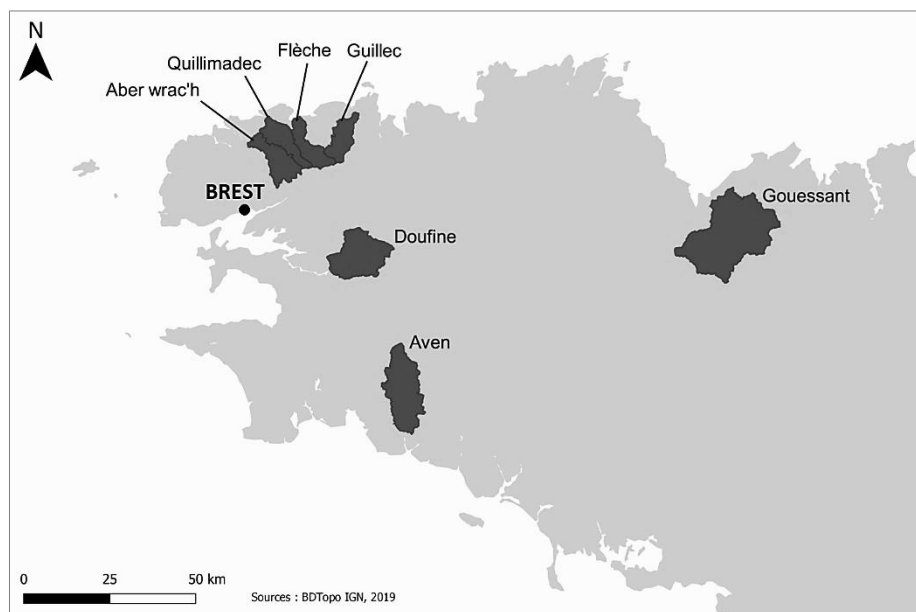 N
Flèche
Guillec
Quillimadec
Aber wrac'h
BREST
Gouessant
Doufine
Aven
0 25 50 km
Sources : BDTopo IGN, 2019